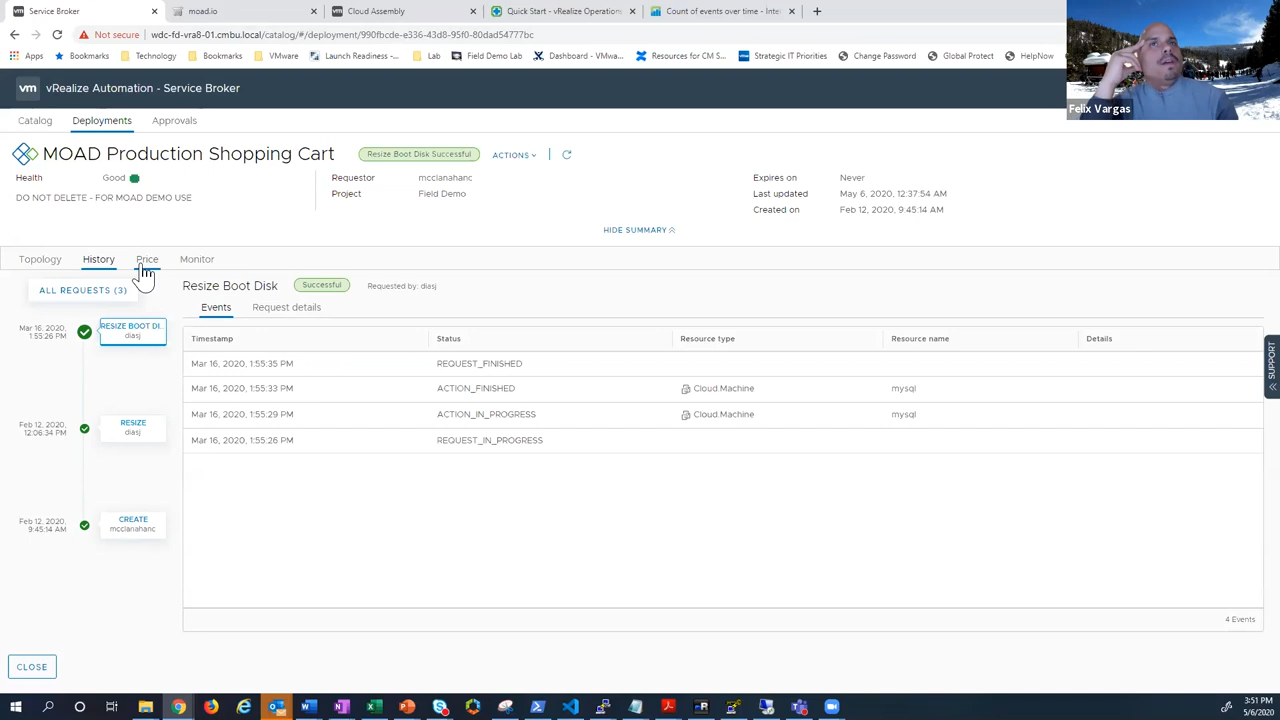 Service Broker
moad.io
Cloud Assembly
Quick Start - vRealize Operation
Count of events over time - Inte
wdc-fd-vra8-01.cmbu.local/catalog/#/deployment/990fbcde-e336-43d8-95f0-80dad54777bc
Apps
Bookmarks
Technology
Bookmarks
VMware
Launch Readiness -...
Lab
Field Demo Lab
Dashboard - VMwa...
Resources for CM S...
Strategic IT Priorities
Change Password
Global Protect
HelpNow
Felix Vargas
vm vRealize Automation - Service Broker
Catalog
Deployments
Approvals
MOAD Production Shopping Cart
Resize Boot Disk Successful
ACTIONS
Health
Good
DO NOT DELETE - FOR MOAD DEMO USE
Requestor
mcclanahanc
Project
Field Demo
Expires on
Never
Last updated
May 6, 2020, 12:37:54 AM
Created on
Feb 12, 2020, 9:45:14 AM
HIDE SUMMARY
Topology
History
Price
Monitor
ALL REQUESTS (3)
Mar 16, 2020,
1:55:26 PM
RESIZE BOOT DI...
diasj
Feb 12, 2020,
12:06:34 PM
RESIZE
diasj
Feb 12, 2020,
9:45:14 AM
CREATE
mcclanahanc
Resize Boot Disk
Successful
Requested by: diasj
Events
Request details
Timestamp Status Resource type Resource name Details
Mar 16, 2020, 1:55:35 PM REQUEST_FINISHED
Mar 16, 2020, 1:55:33 PM ACTION_FINISHED Cloud.Machine mysql
Mar 16, 2020, 1:55:29 PM ACTION_IN_PROGRESS Cloud.Machine mysql
Mar 16, 2020, 1:55:26 PM REQUEST_IN_PROGRESS
4 Events
SUPPORT
CLOSE
3:51 PM
5/6/2020